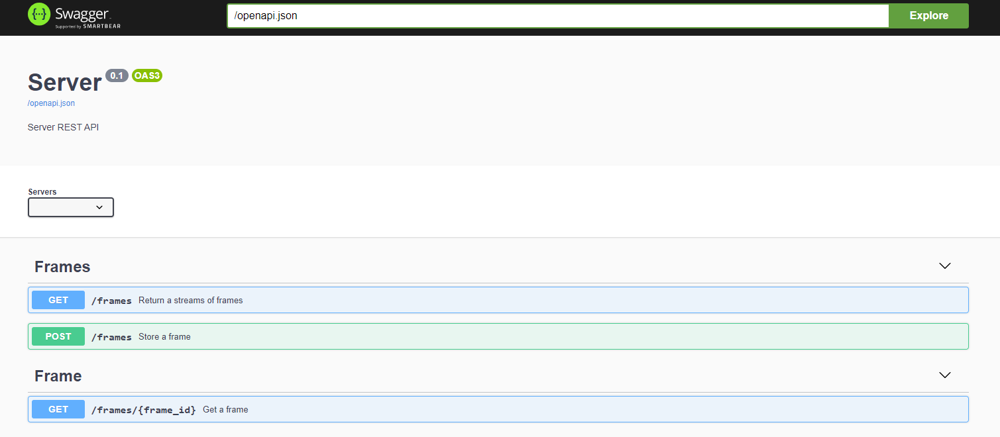 {···} Swagger.
Supported by SMARTBEAR
/openapi.json
Explore
Server 0.1 OAS3
/openapi.json
Server REST API
Servers
Frames
GET /frames Return a streams of frames
POST /frames Store a frame
Frame
GET /frames/{frame_id} Get a frame